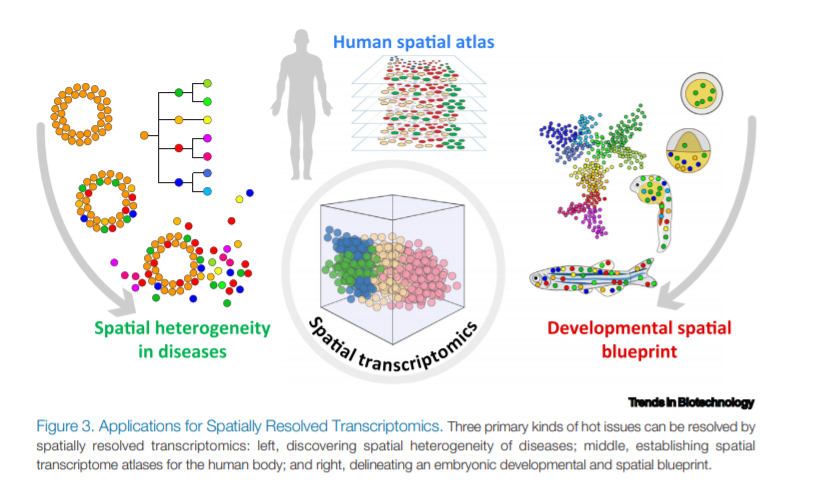 Human spatial atlas
Spatial heterogeneity
in diseases
Spatial transcriptomics
Developmental spatial
blueprint
Trends in Biotechnology
Figure 3. Applications for Spatially Resolved Transcriptomics. Three primary kinds of hot issues can be resolved by
spatially resolved transcriptomics: left, discovering spatial heterogeneity of diseases; middle, establishing spatial
transcriptome atlases for the human body; and right, delineating an embryonic developmental and spatial blueprint.